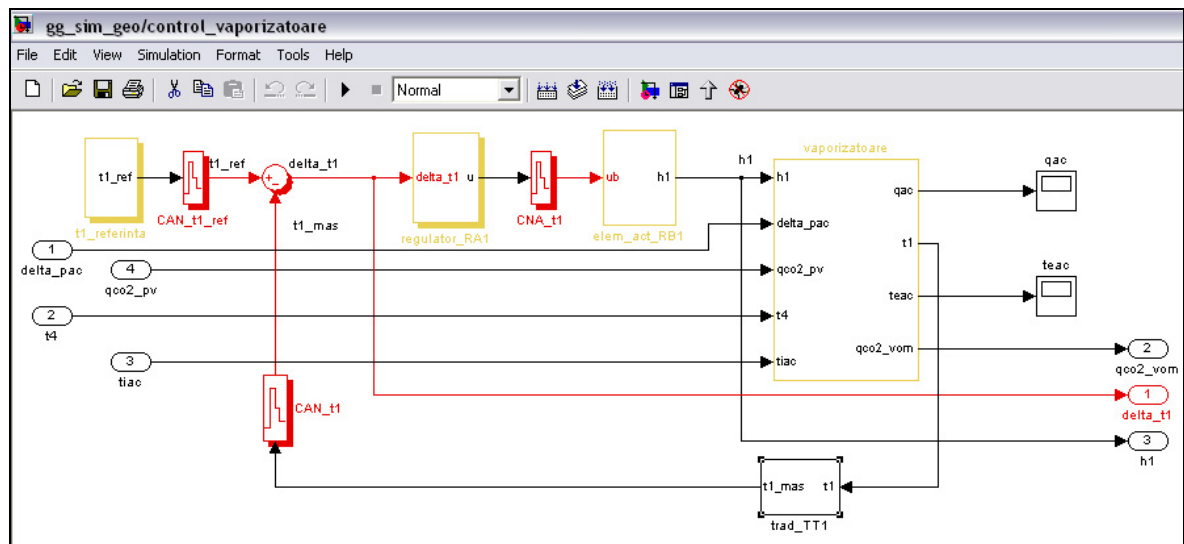 gg_sim_geo/control_vaporizatoare
File Edit View Simulation Format Tools Help
Normal
vaporizatoare
t1_ref
t1_ref
delta_t1
delta_t1 u
ub
h1
h1
h1
qac
qac
CAN_t1_ref
t1_mas
CNA_t1
t1_referinta
regulator_RA1
elem_act_RB1
delta_pac
t1
1
delta_pac
4
qco2_pv
qco2_pv
teac
teac
2
t4
t4
3
tiac
tiac
qco2_vom
2
qco2_vom
CAN_t1
1
delta_t1
3
h1
t1_mas t1
trad_TT1